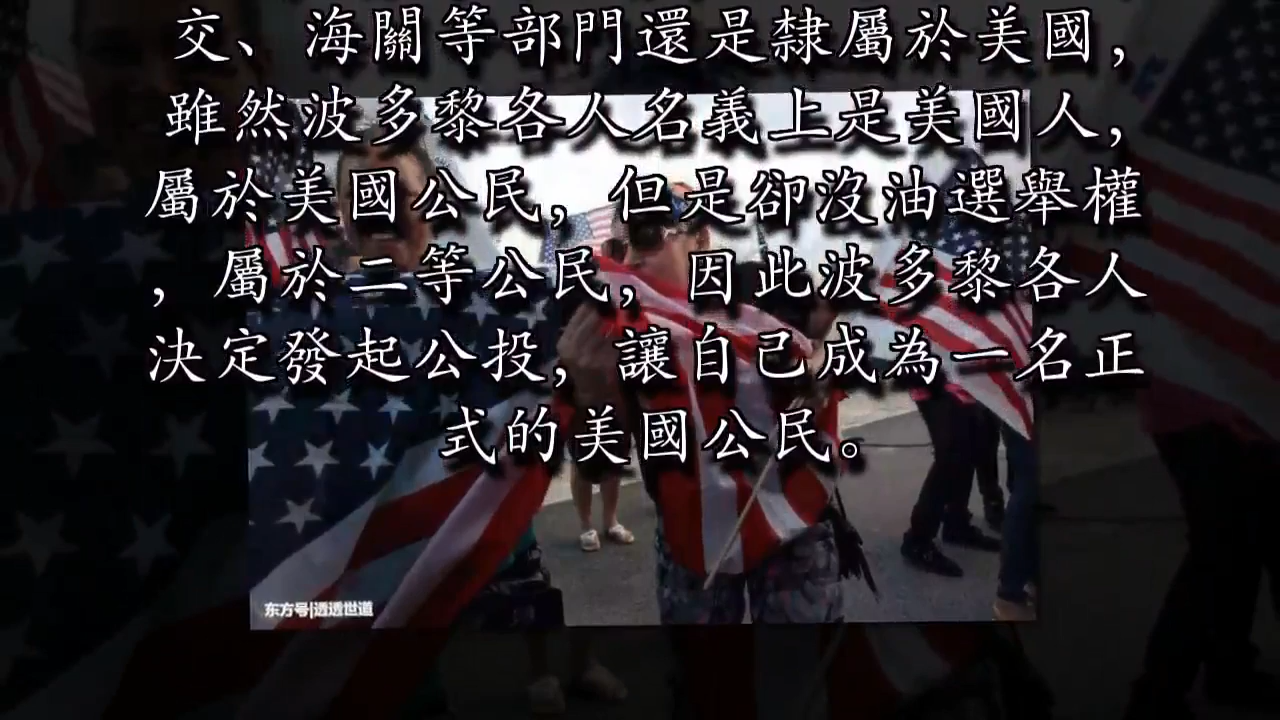 交、海關等部門還是隸屬於美國，
雖然波多黎各人名義上是美國人，
屬於美國公民，但是卻沒油選舉權
，屬於二等公民，因此波多黎各人
決定發起公投，讓自己成為一名正
式的美國公民。
东方号|透透世道